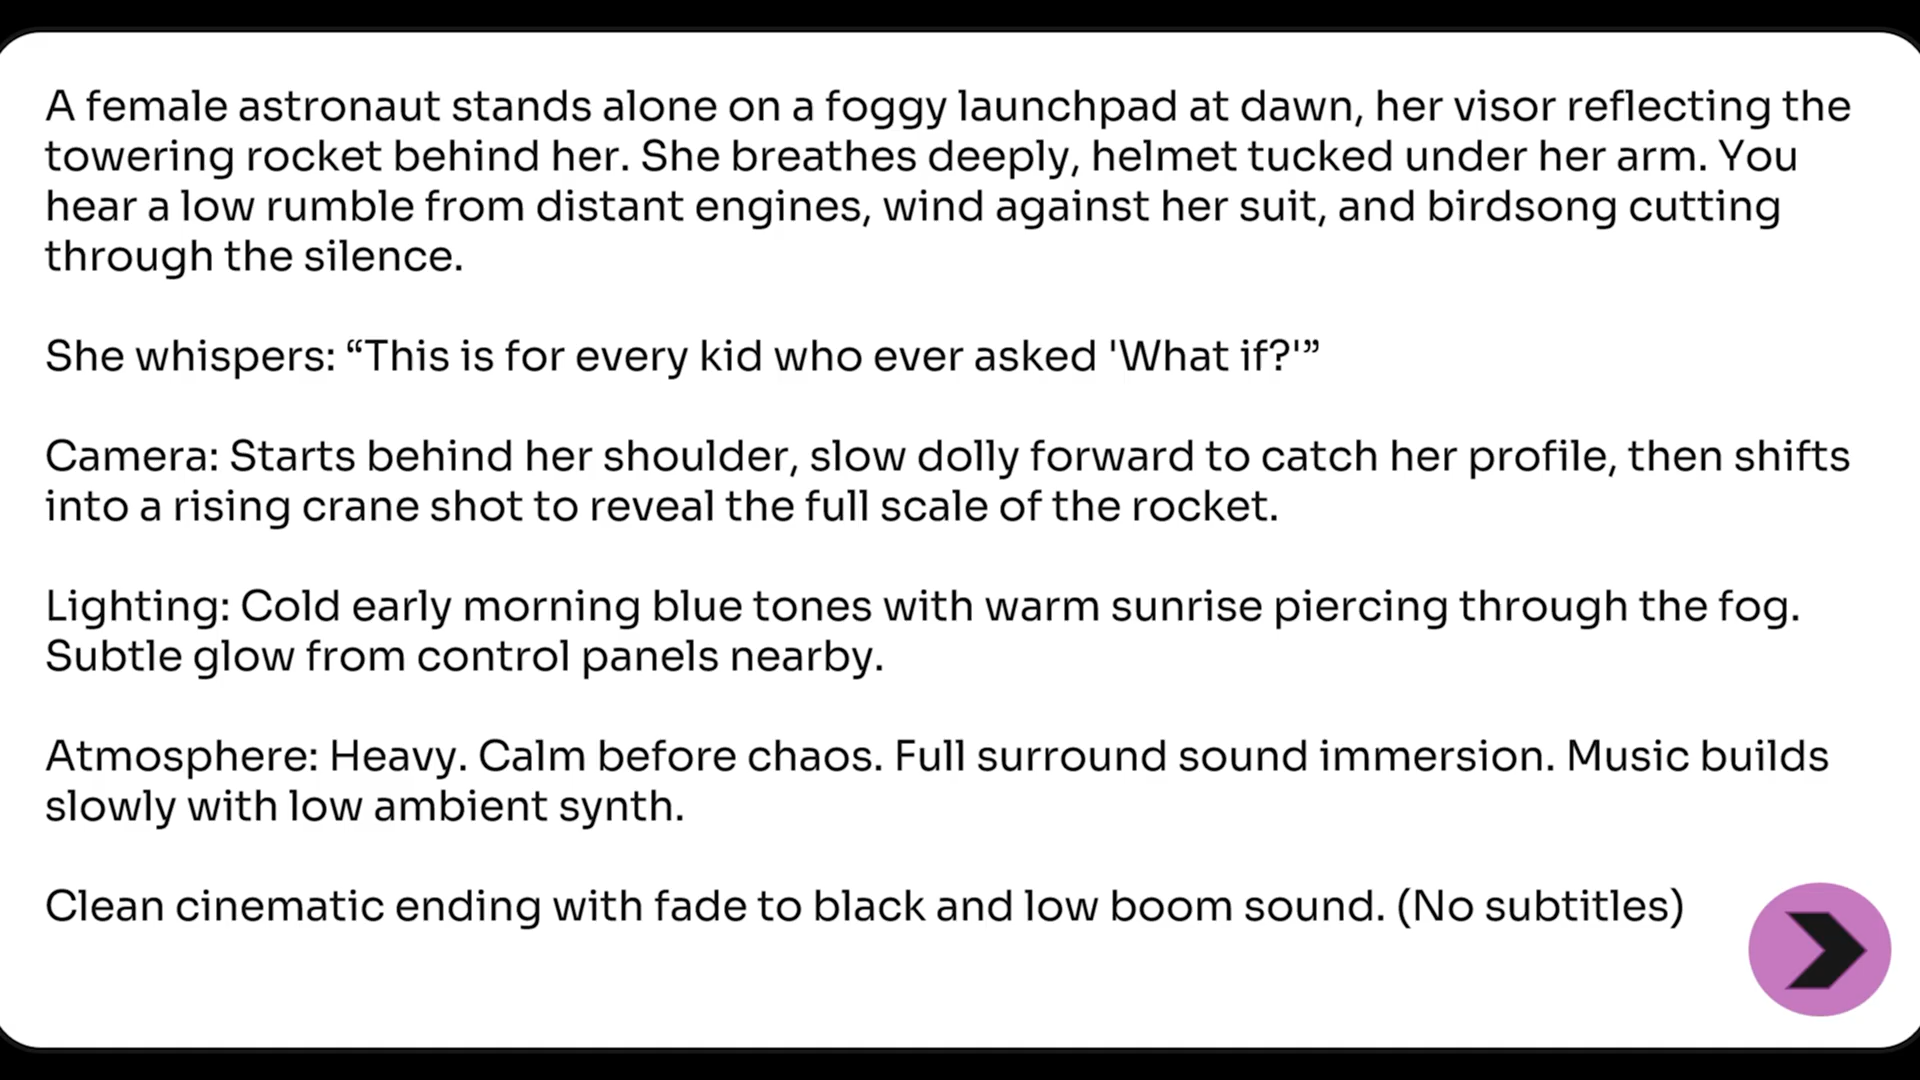 A female astronaut stands alone on a foggy launchpad at dawn, her visor reflecting the
towering rocket behind her. She breathes deeply, helmet tucked under her arm. You
hear a low rumble from distant engines, wind against her suit, and birdsong cutting
through the silence.
She whispers: “This is for every kid who ever asked 'What if?'”
Camera: Starts behind her shoulder, slow dolly forward to catch her profile, then shifts
into a rising crane shot to reveal the full scale of the rocket.
Lighting: Cold early morning blue tones with warm sunrise piercing through the fog.
Subtle glow from control panels nearby.
Atmosphere: Heavy. Calm before chaos. Full surround sound immersion. Music builds
slowly with low ambient synth.
Clean cinematic ending with fade to black and low boom sound. (No subtitles)